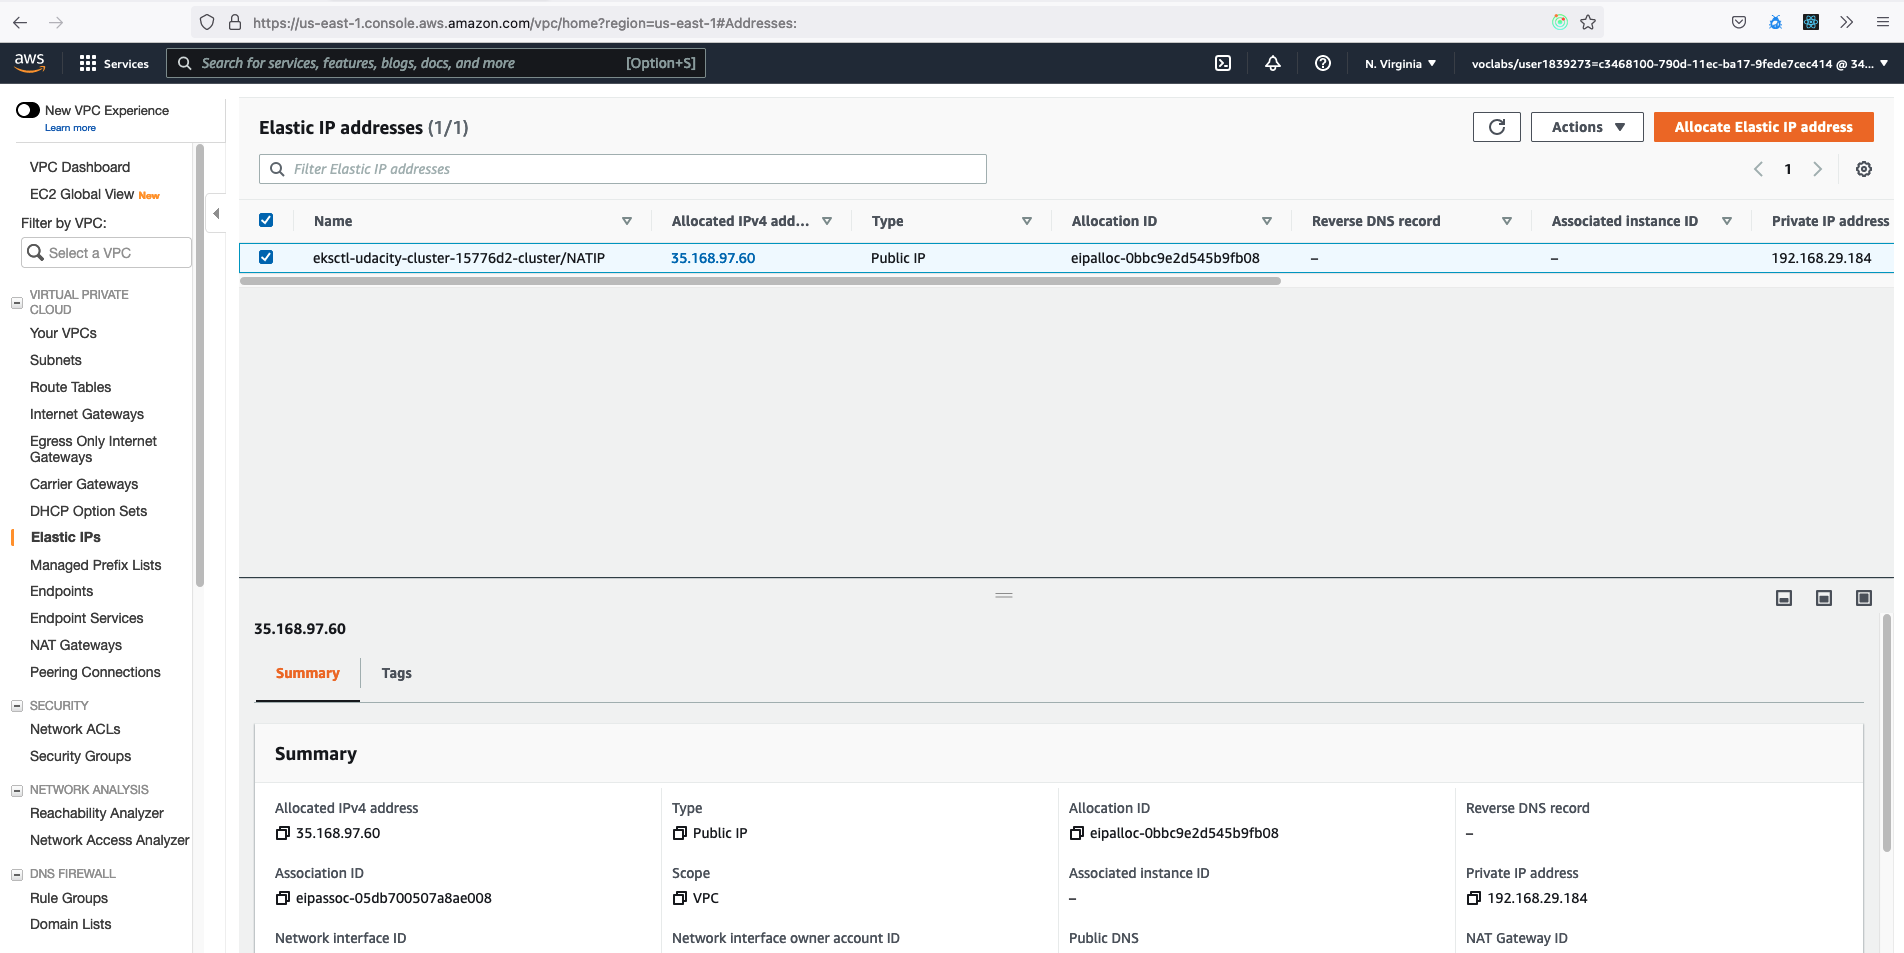 https://us-east-1.console.aws.amazon.com/vpc/home?region=us-east-1#Addresses:
aws
Services
Search for services, features, blogs, docs, and more
[Option+S]
N. Virginia
voclabs/user1839273=c3468100-790d-11ec-ba17-9fede7cec414 @ 34...
New VPC Experience
Learn more
VPC Dashboard
EC2 Global View New
Filter by VPC:
Select a VPC
VIRTUAL PRIVATE
CLOUD
Your VPCs
Subnets
Route Tables
Internet Gateways
Egress Only Internet
Gateways
Carrier Gateways
DHCP Option Sets
Elastic IPs
Managed Prefix Lists
Endpoints
Endpoint Services
NAT Gateways
Peering Connections
SECURITY
Network ACLs
Security Groups
NETWORK ANALYSIS
Reachability Analyzer
Network Access Analyzer
DNS FIREWALL
Rule Groups
Domain Lists
Elastic IP addresses (1/1)
Actions
Allocate Elastic IP address
Filter Elastic IP addresses
1
Name Allocated IPv4 add... Type Allocation ID Reverse DNS record Associated instance ID Private IP address
eksctl-udacity-cluster-15776d2-cluster/NATIP 35.168.97.60 Public IP eipalloc-0bbc9e2d545b9fb08 – – 192.168.29.184
35.168.97.60
Summary Tags
Summary
Allocated IPv4 address Type Allocation ID Reverse DNS record
35.168.97.60 Public IP eipalloc-0bbc9e2d545b9fb08 –
Association ID Scope Associated instance ID Private IP address
eipassoc-05db700507a8ae008 VPC – 192.168.29.184
Network interface ID Network interface owner account ID Public DNS NAT Gateway ID